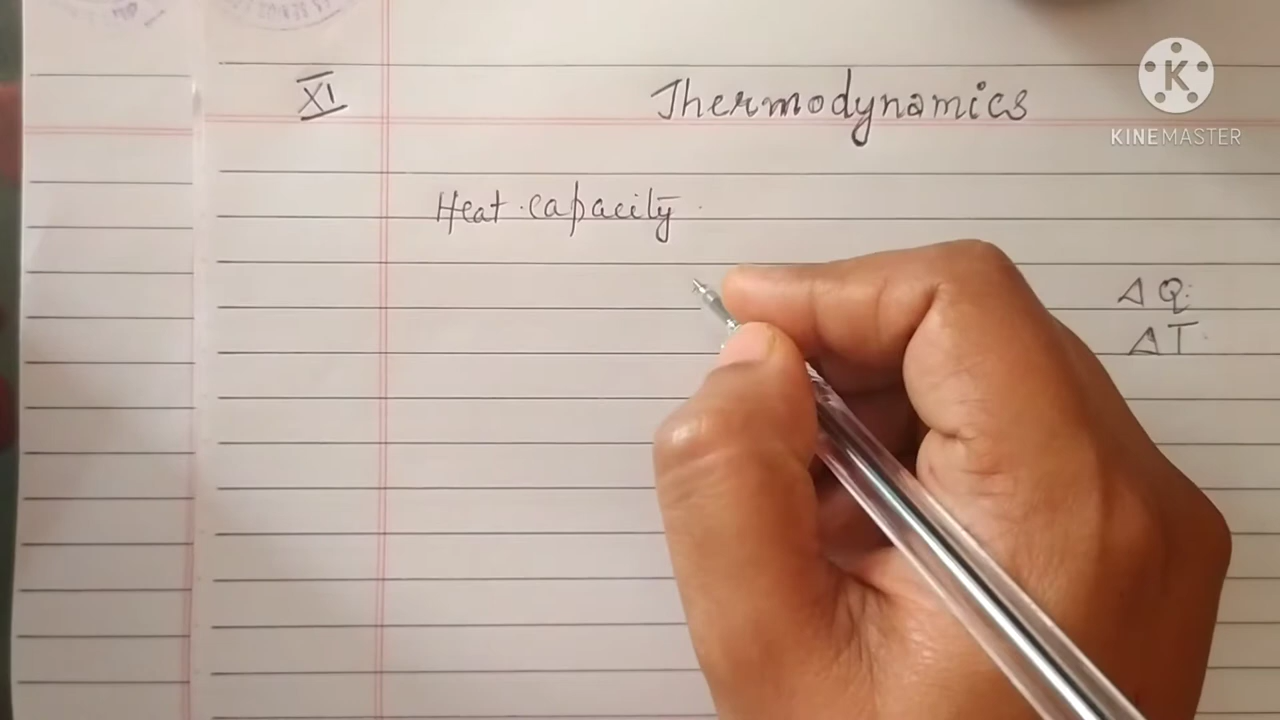 XI Thermodynamics
K
KINEMASTER
Heat capacity
ΔQ
ΔT